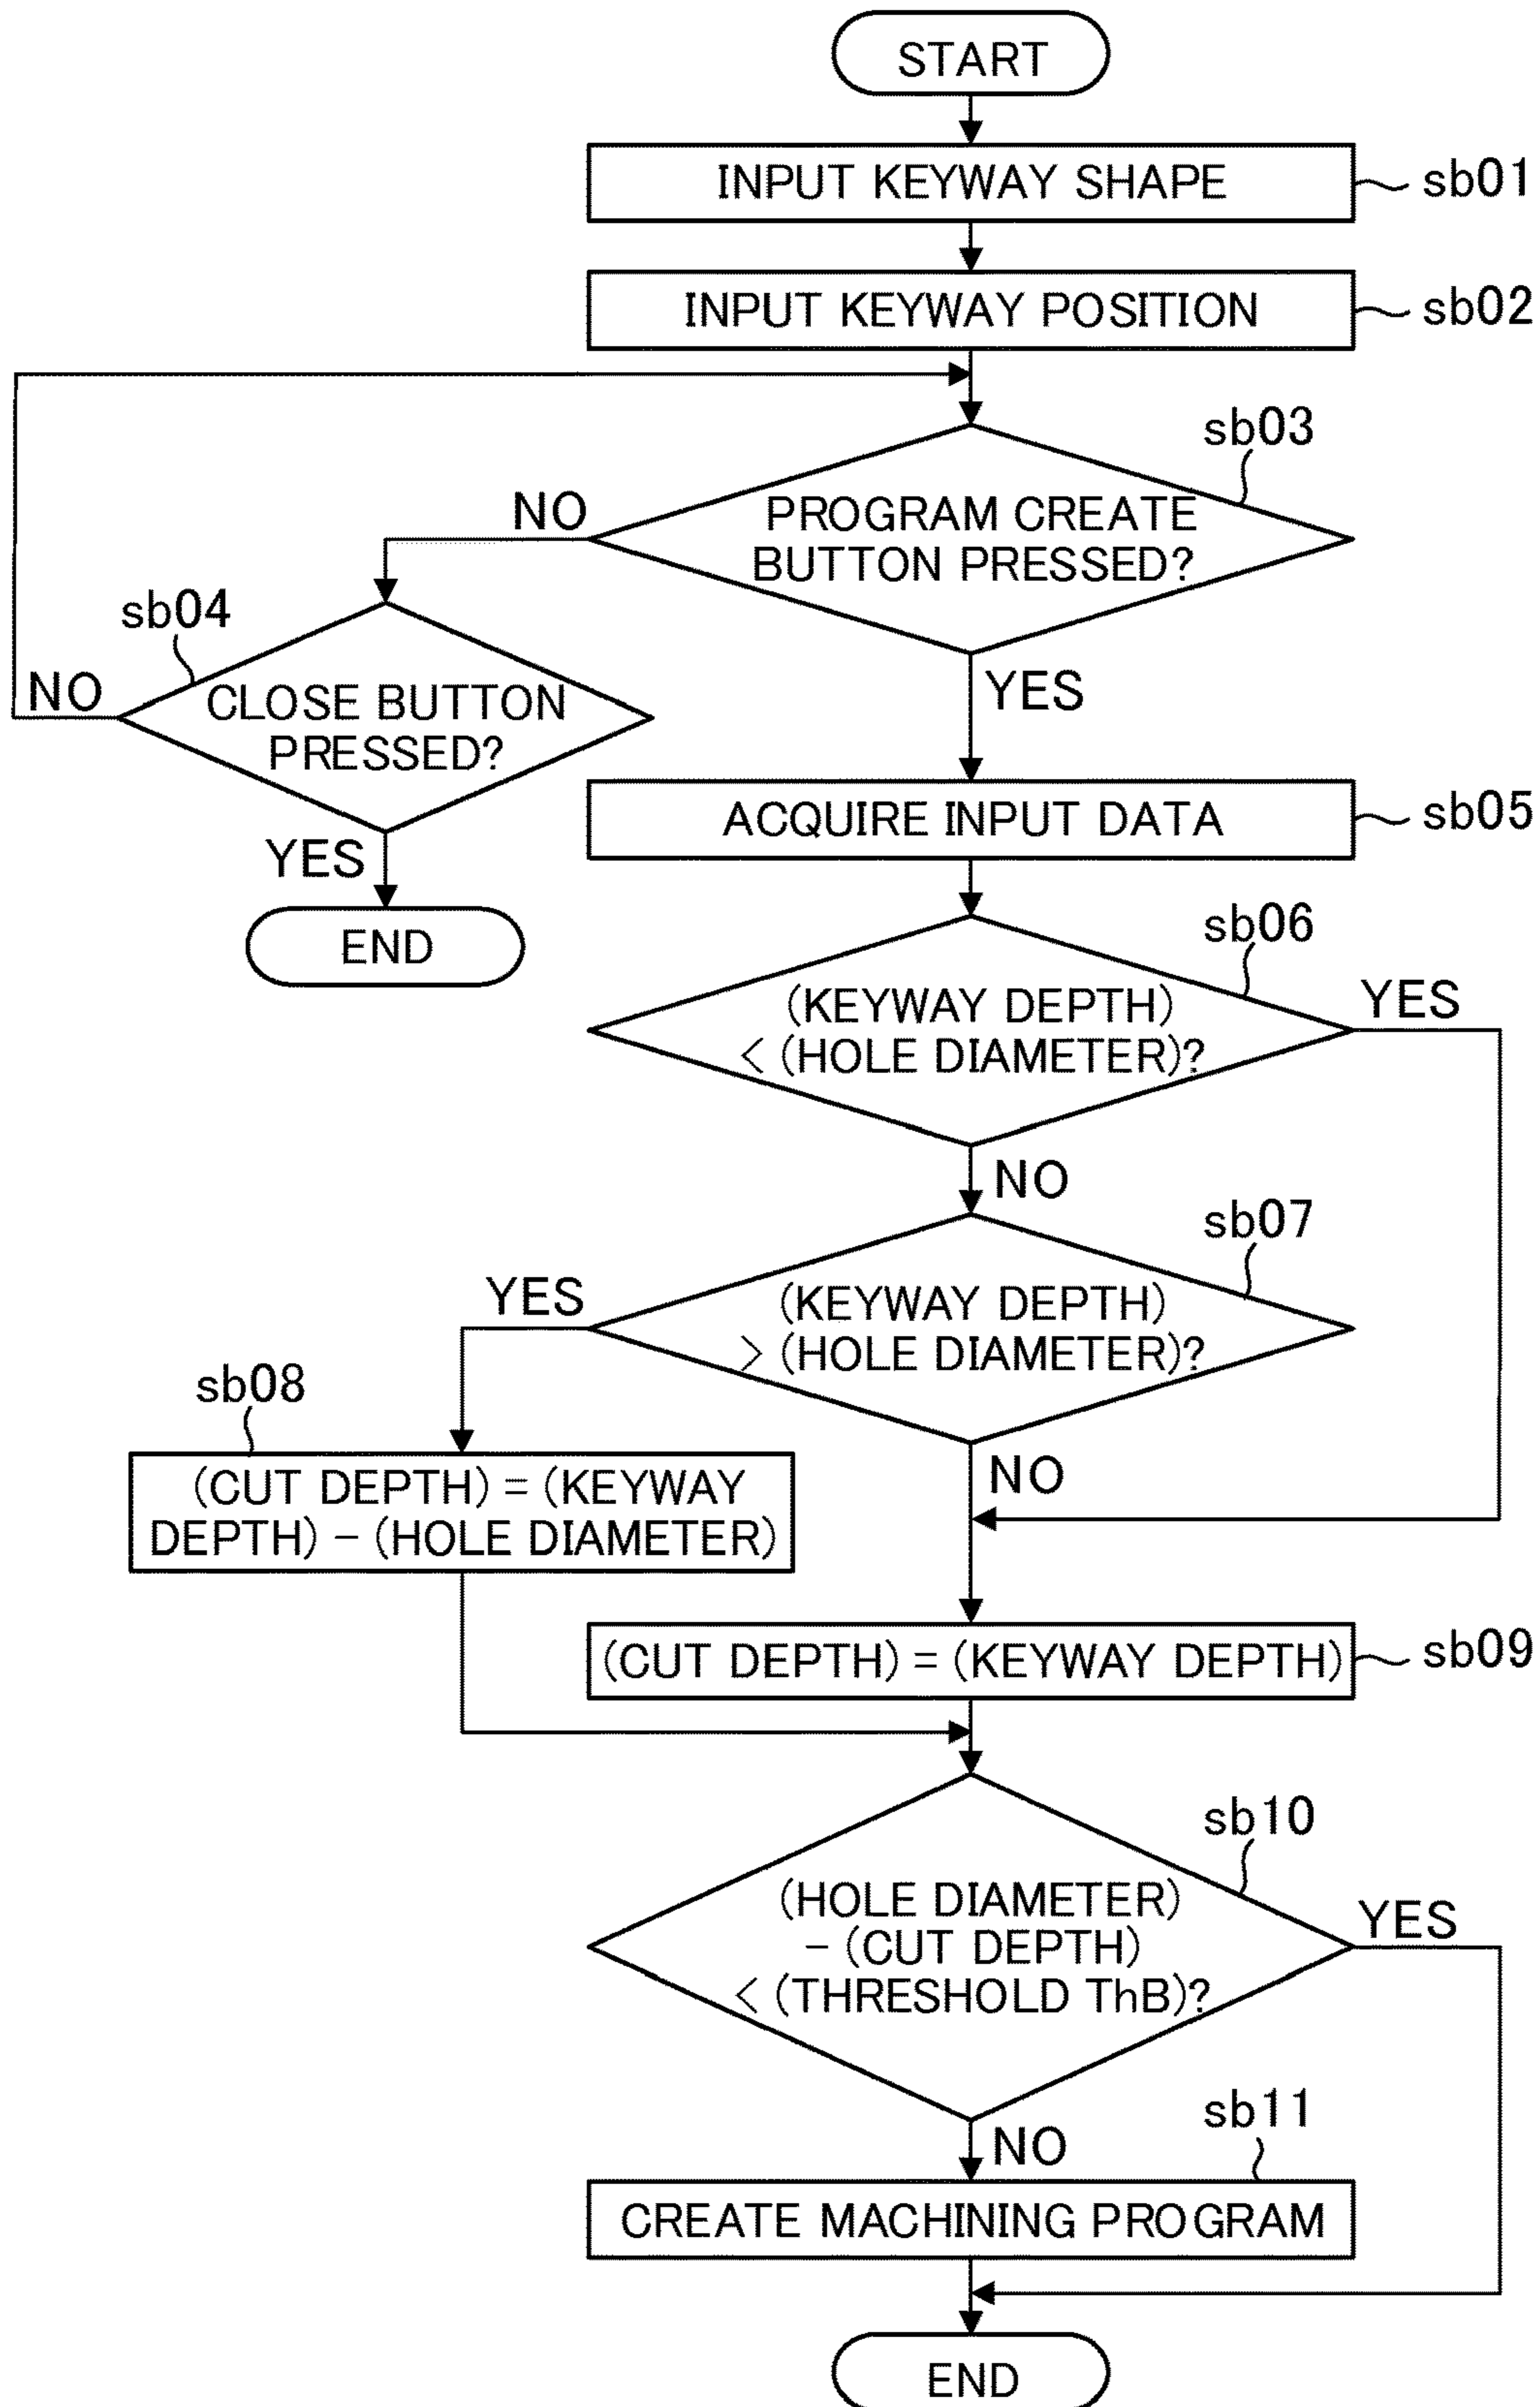 START
INPUT KEYWAY SHAPE
sb01
INPUT KEYWAY POSITION
sb02
sb03
PROGRAM CREATE
BUTTON PRESSED?
NO
YES
sb04
CLOSE BUTTON
PRESSED?
NO
YES
END
ACQUIRE INPUT DATA
sb05
sb06
(KEYWAY DEPTH)
< (HOLE DIAMETER)?
YES
NO
sb07
(KEYWAY DEPTH)
> (HOLE DIAMETER)?
YES
NO
sb08
(CUT DEPTH) = (KEYWAY
DEPTH) - (HOLE DIAMETER)
(CUT DEPTH) = (KEYWAY DEPTH)
sb09
sb10
(HOLE DIAMETER)
- (CUT DEPTH)
< (THRESHOLD ThB)?
YES
NO
sb11
CREATE MACHINING PROGRAM
END